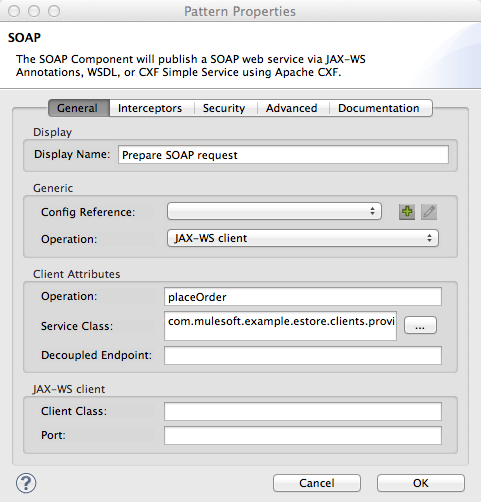 Pattern Properties
SOAP
The SOAP Component will publish a SOAP web service via JAX-WS
Annotations, WSDL, or CXF Simple Service using Apache CXF.
General Interceptors Security Advanced Documentation
Display
Display Name: Prepare SOAP request
Generic
Config Reference:
Operation: JAX-WS client
Client Attributes
Operation: placeOrder
Service Class: com.mulesoft.example.estore.clients.provi ...
Decoupled Endpoint:
JAX-WS client
Client Class:
Port:
? Cancel OK